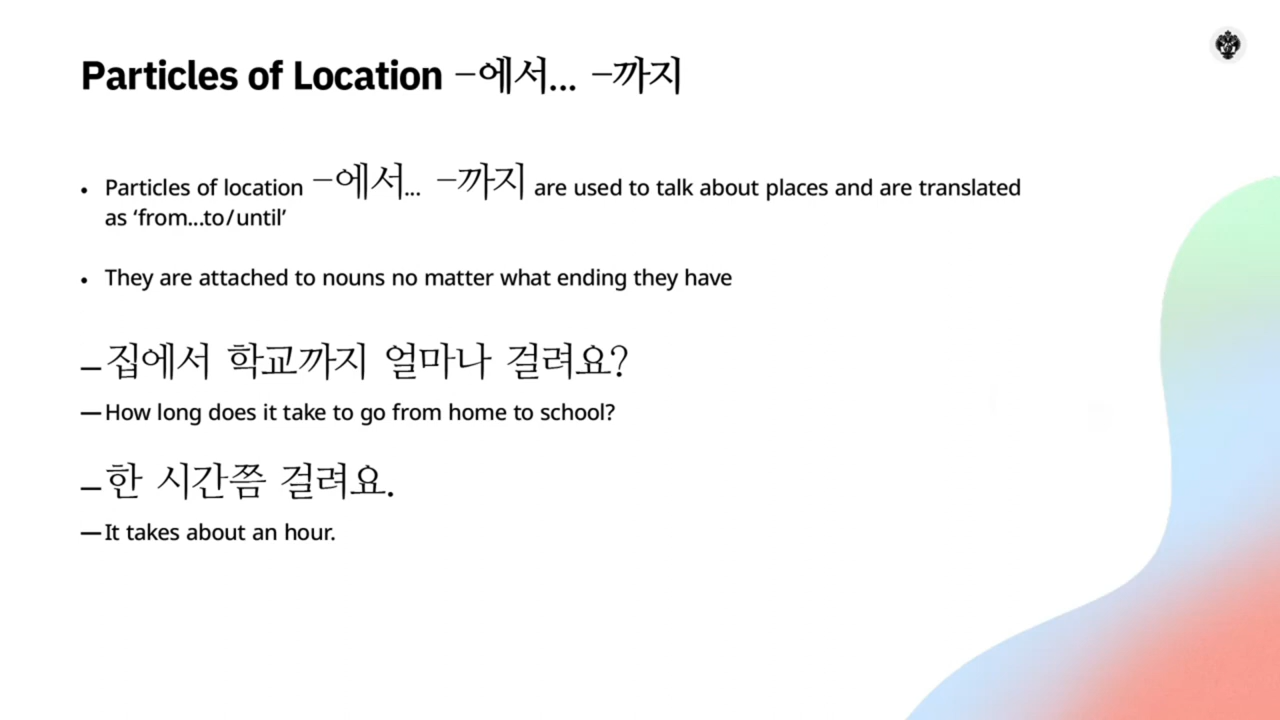 Particles of Location –에서... –까지
• Particles of location –에서... –까지 are used to talk about places and are translated
as ‘from...to/until’
• They are attached to nouns no matter what ending they have
– 집에서 학교까지 얼마나 걸려요?
— How long does it take to go from home to school?
– 한 시간쯤 걸려요.
— It takes about an hour.